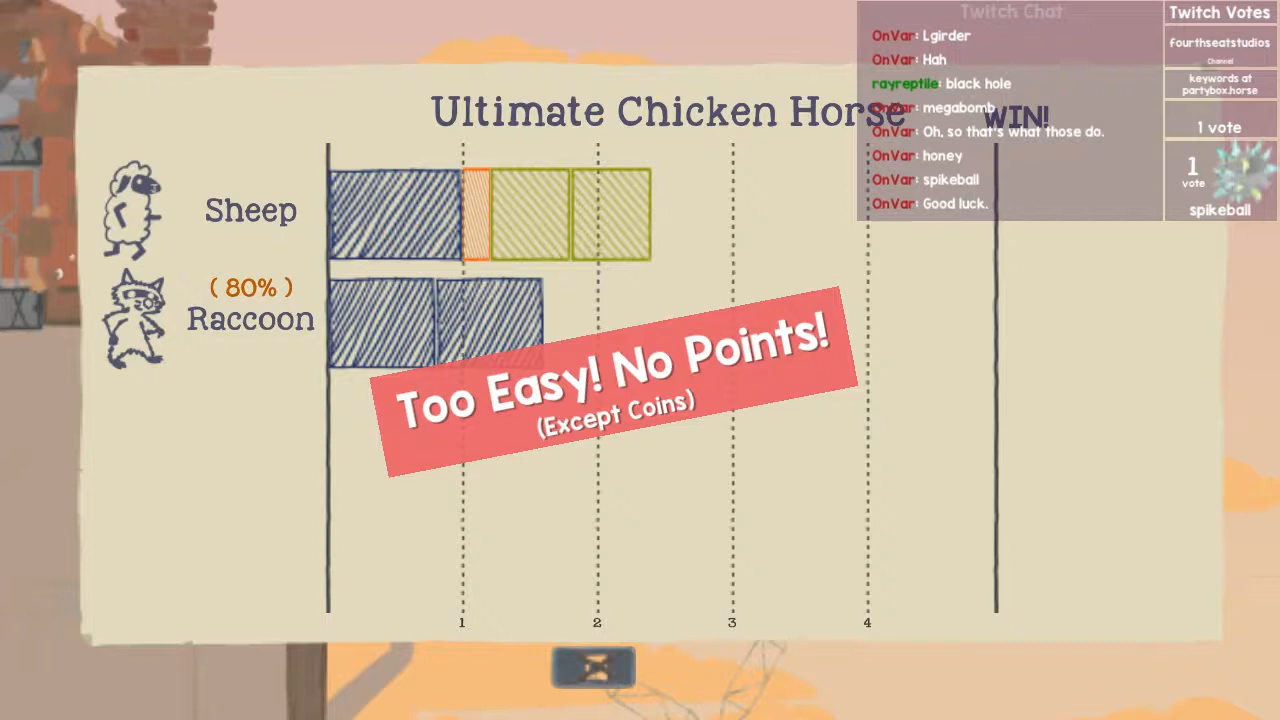 Twitch Chat
OnVar: Lgirder
OnVar: Hah
rayreptile: black hole
OnVar: megabomb
OnVar: Oh, so that's what those do.
OnVar: honey
OnVar: spikeball
OnVar: Good luck.
Twitch Votes
fourthseatstudios
Channel
keywords at
partybox.horse
1 vote
1
vote
spikeball
Ultimate Chicken Horse
WIN!
Sheep
( 80% )
Raccoon
Too Easy! No Points!
(Except Coins)
1 2 3 4